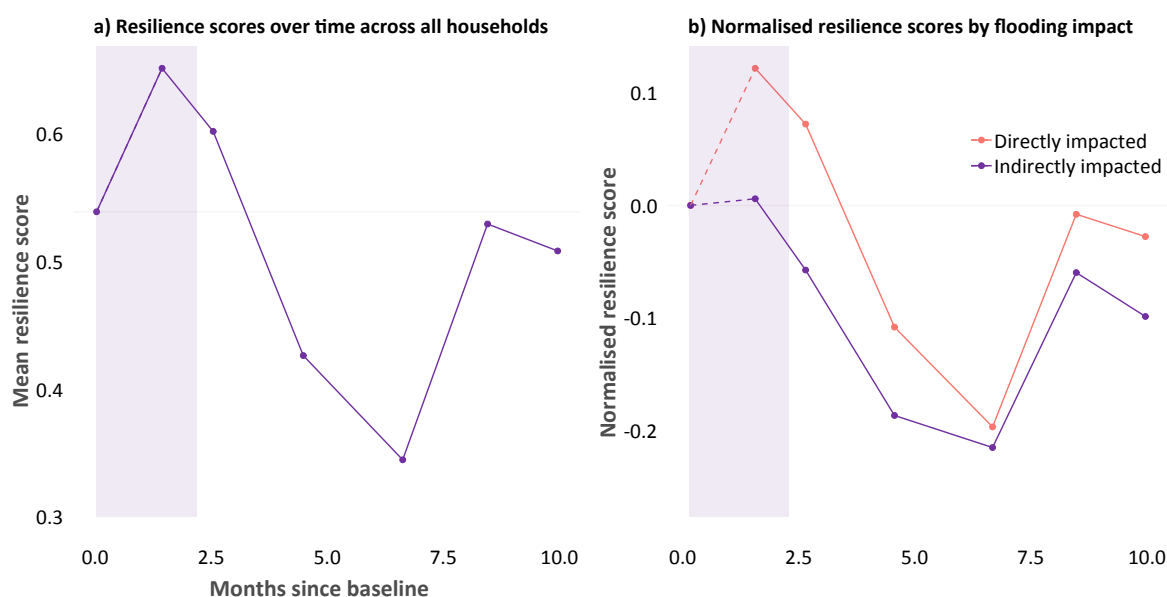 a) Resilience scores over time across all households
Mean resilience score
0.6
0.5
0.4
0.3
0.0
2.5
5.0
7.5
10.0
Months since baseline
b) Normalised resilience scores by flooding impact
Normalised resilience score
0.1
0.0
-0.1
-0.2
Directly impacted
Indirectly impacted
0.0
2.5
5.0
7.5
10.0